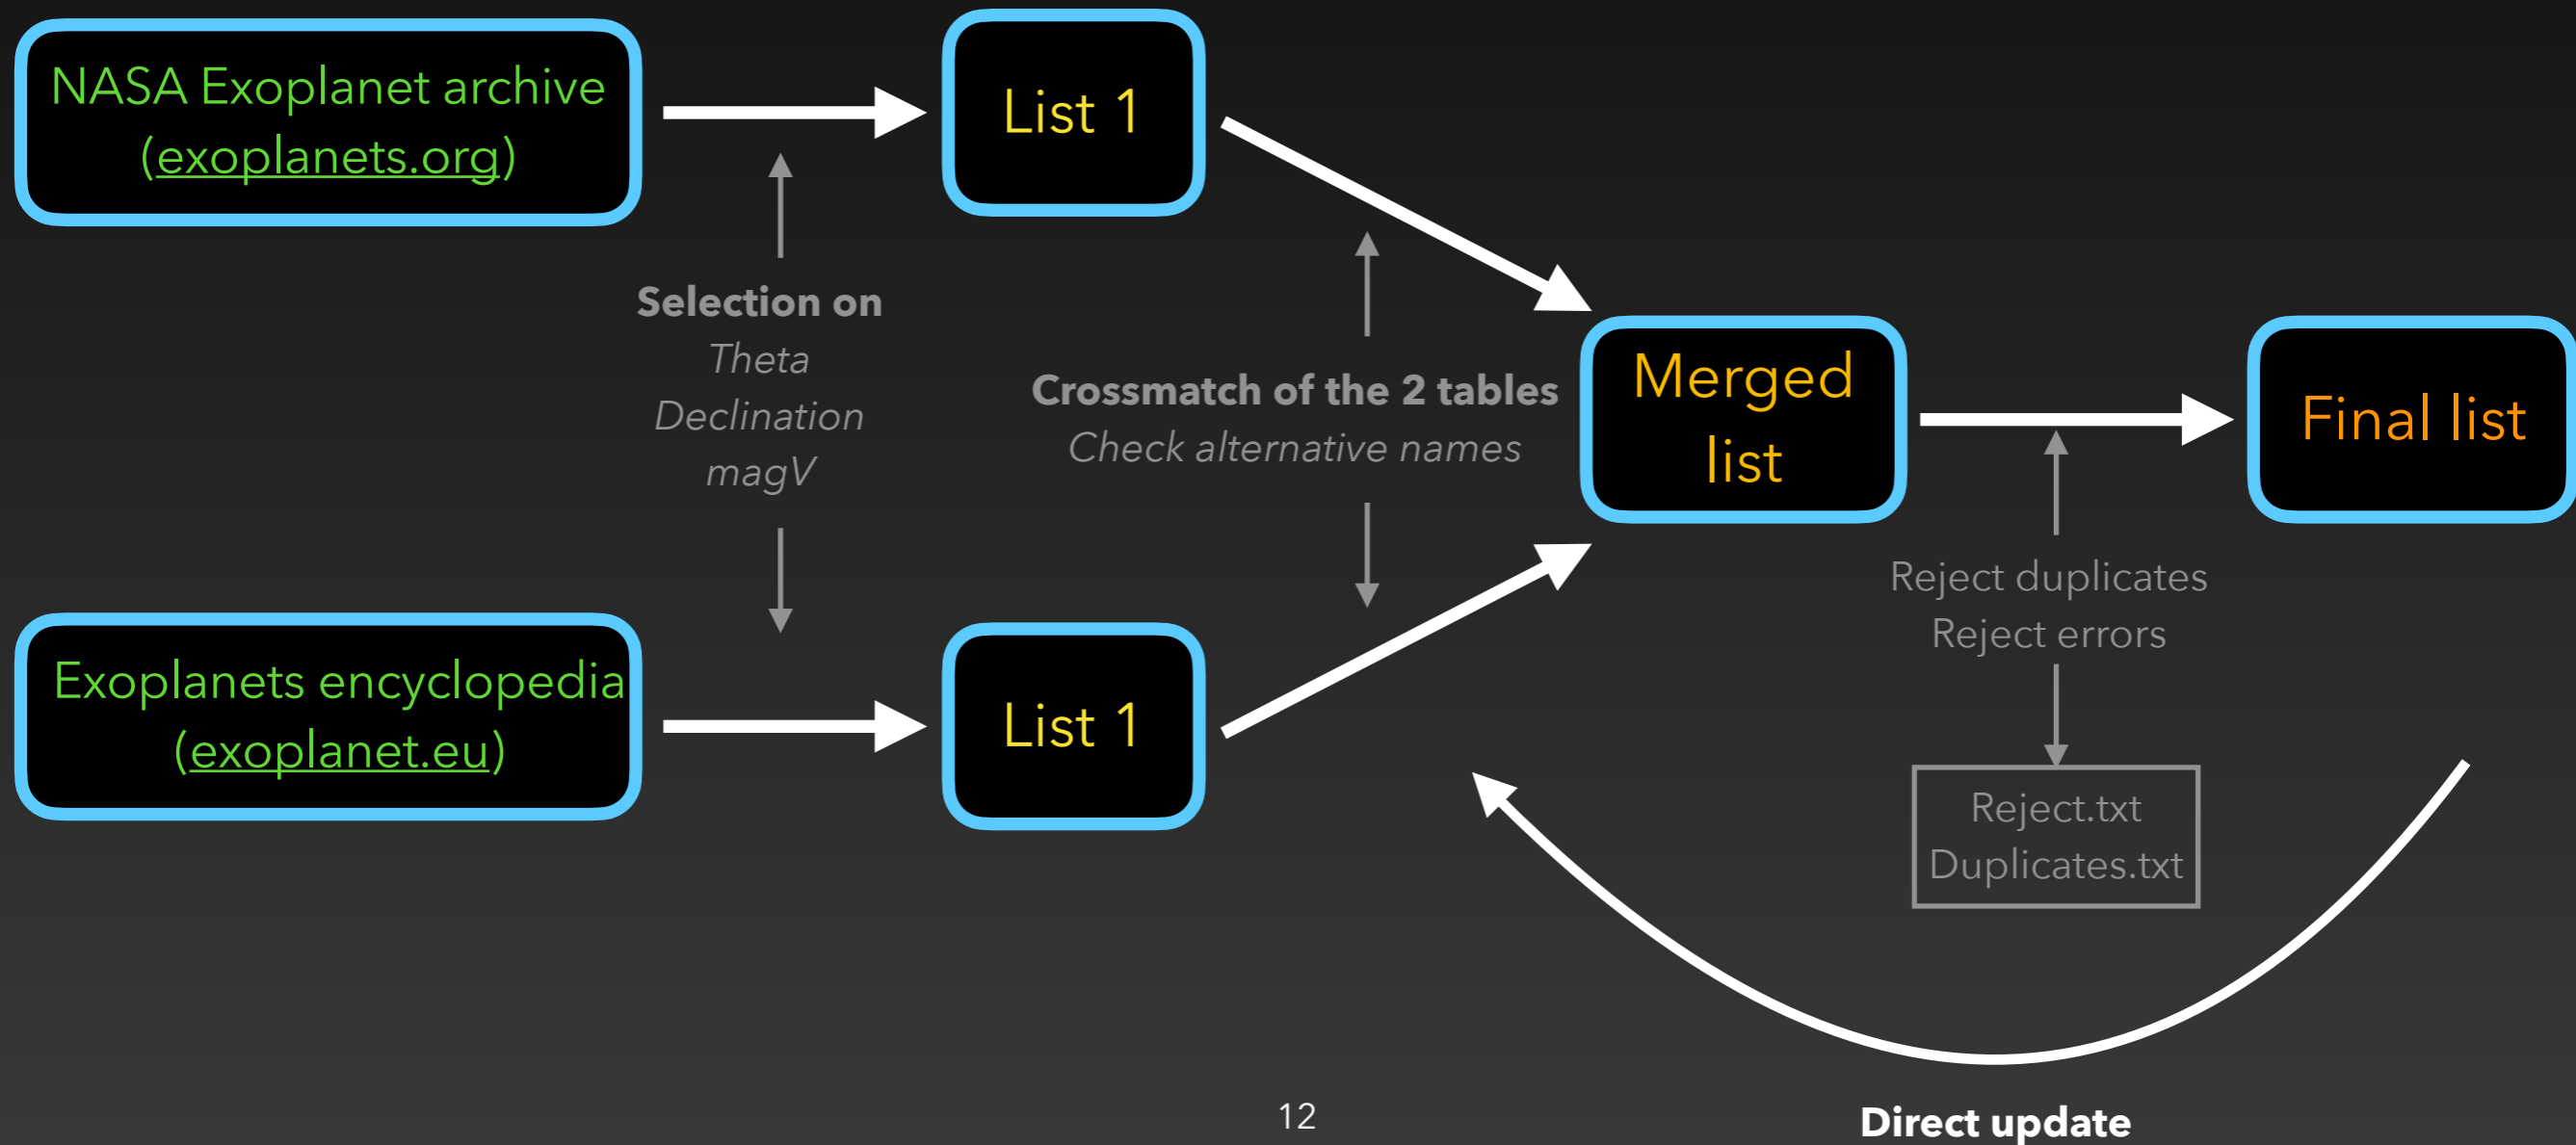 NASA Exoplanet archive
(exoplanets.org)
List 1
Selection on
Theta
Declination
magV
Crossmatch of the 2 tables
Check alternative names
Merged
list
Final list
Exoplanets encyclopedia
(exoplanet.eu)
List 1
Reject duplicates
Reject errors
Reject.txt
Duplicates.txt
12
Direct update